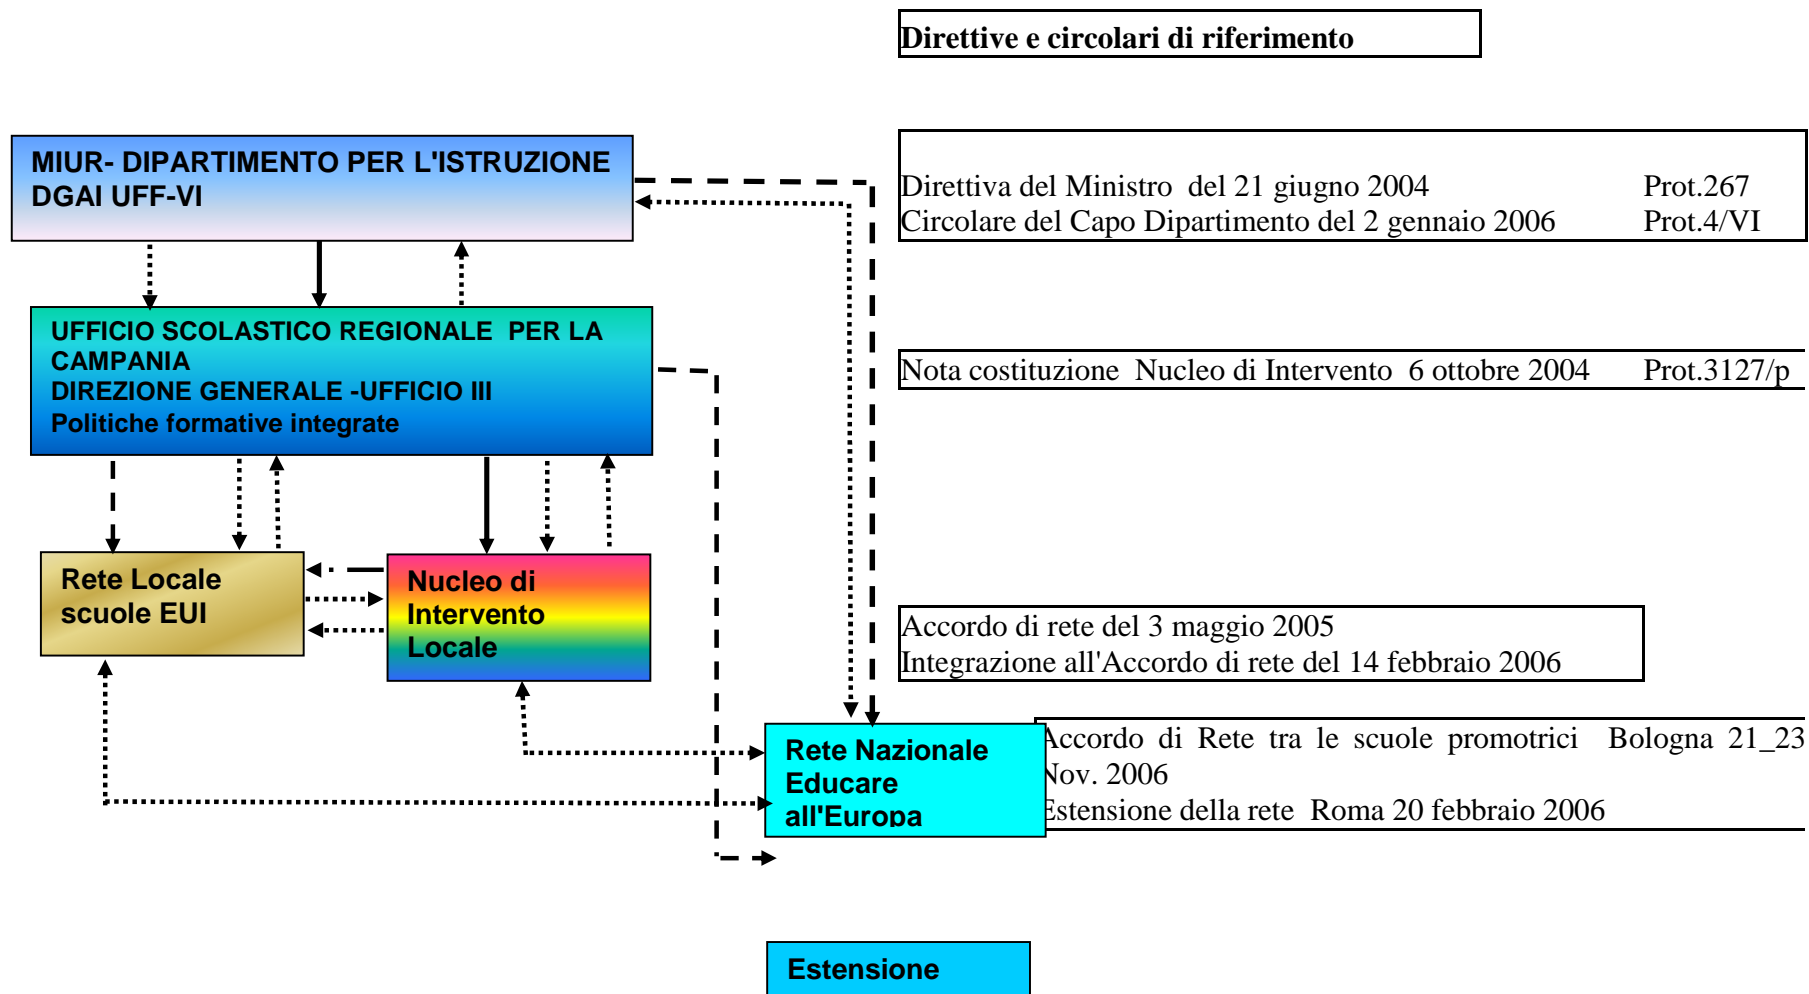 Direttive e circolari di riferimento
MIUR- DIPARTIMENTO PER L'ISTRUZIONE
DGAI UFF-VI
Direttiva del Ministro del 21 giugno 2004 Prot.267
Circolare del Capo Dipartimento del 2 gennaio 2006 Prot.4/VI
UFFICIO SCOLASTICO REGIONALE PER LA
CAMPANIA
DIREZIONE GENERALE -UFFICIO III
Politiche formative integrate
Nota costituzione Nucleo di Intervento 6 ottobre 2004 Prot.3127/p
Rete Locale
scuole EUI
Nucleo di
Intervento
Locale
Accordo di rete del 3 maggio 2005
Integrazione all'Accordo di rete del 14 febbraio 2006
Rete Nazionale
Educare
all'Europa
Accordo di Rete tra le scuole promotrici Bologna 21_23
Nov. 2006
Estensione della rete Roma 20 febbraio 2006
Estensione